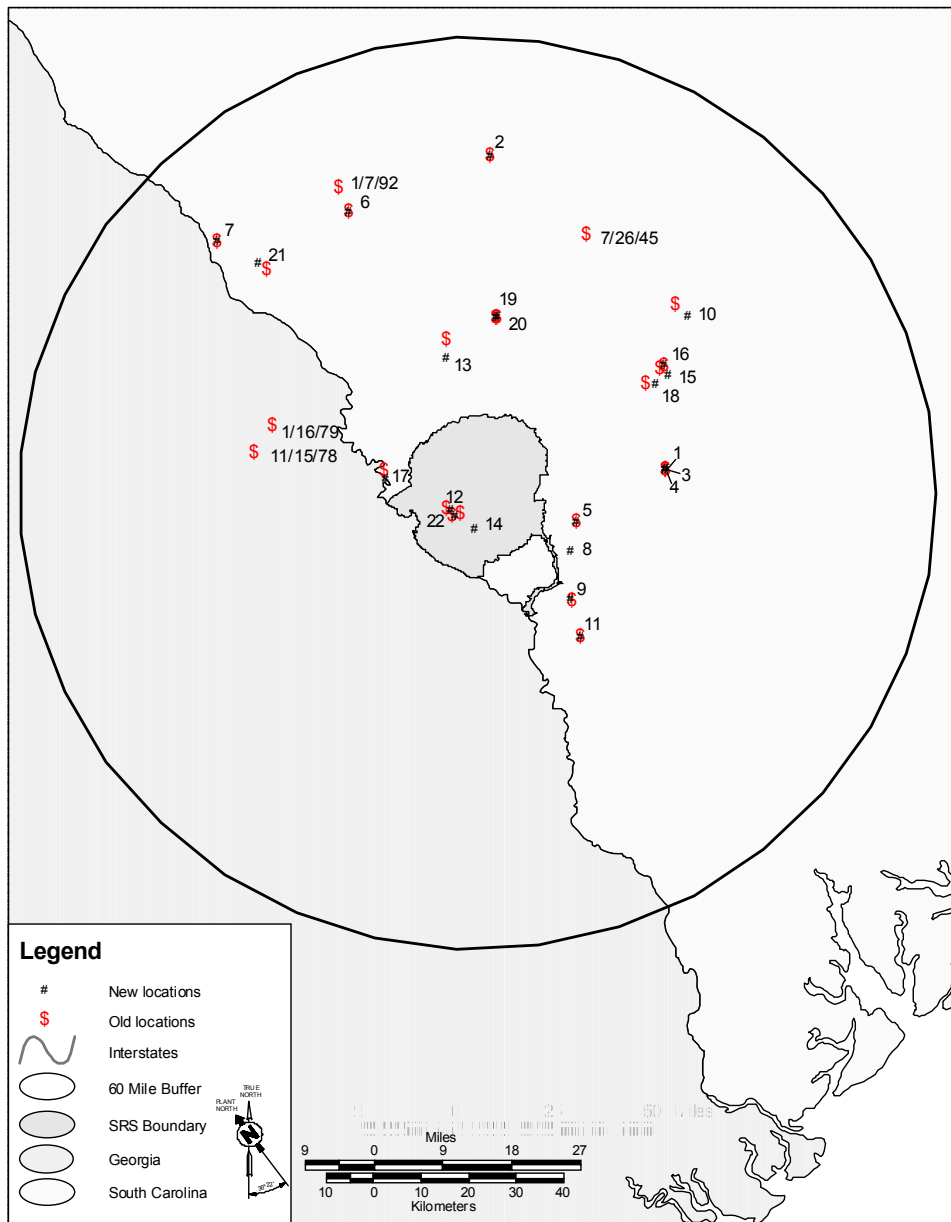 2
$ 1/7/92
$ 6
$ 7/26/45
$ 7
# 21
$
19
20
$ # 10
$
# 13
16
$ # 15
$ # 18
$ 1/16/79
$ 11/15/78
$
# 17
1
3
4
12
22
$ # 14
5
# 8
9
11
Legend
# New locations
$ Old locations
Interstates
60 Mile Buffer
SRS Boundary
Georgia
South Carolina
TRUE
NORTH
PLANT
NORTH
N
36°22'
Miles
Miles
9 0 9 18 27
10 0 10 20 30 40
Kilometers